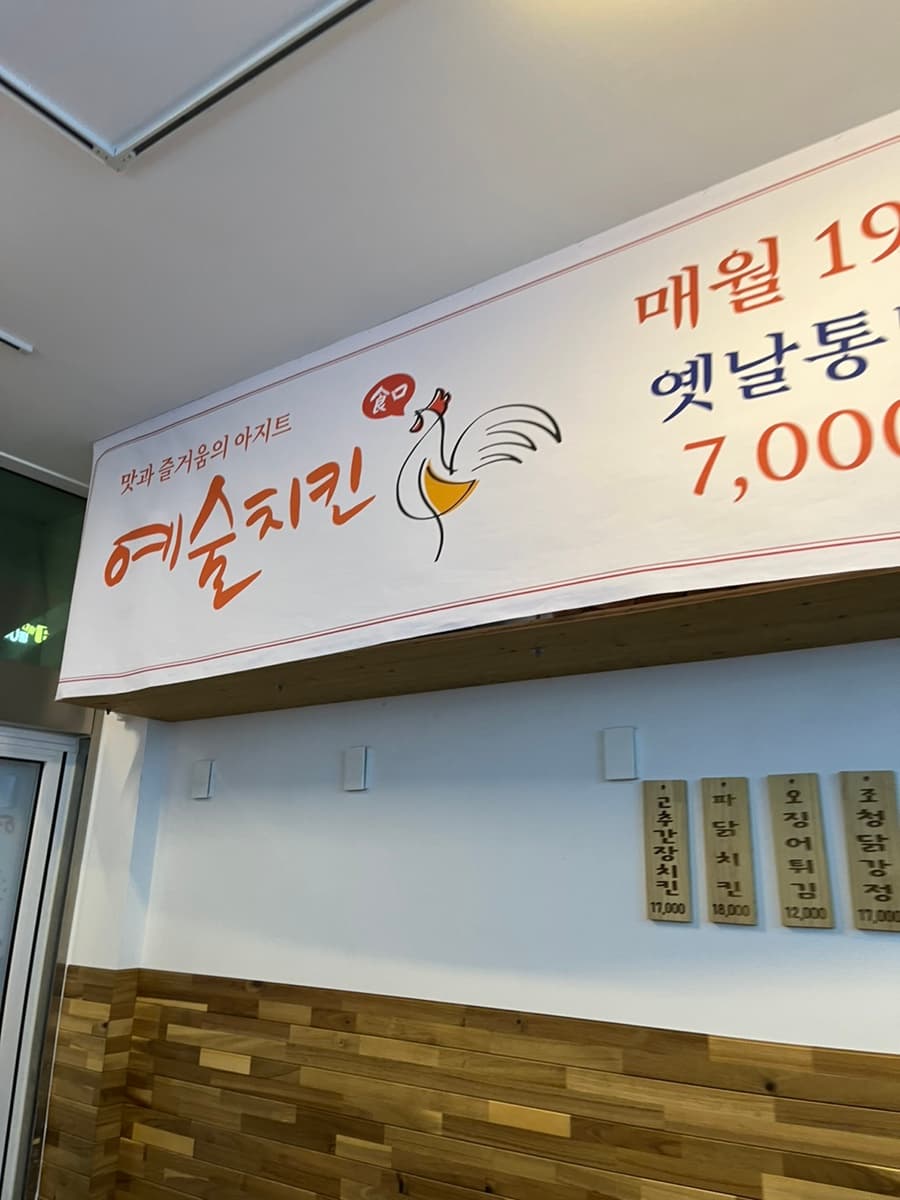 맛과 즐거움의 아지트
예술치킨
食口
매월 19
옛날통
7,000
고추간장치킨
17,000
파닭치킨
18,000
오징어튀김
12,000
조청닭강정
17,000